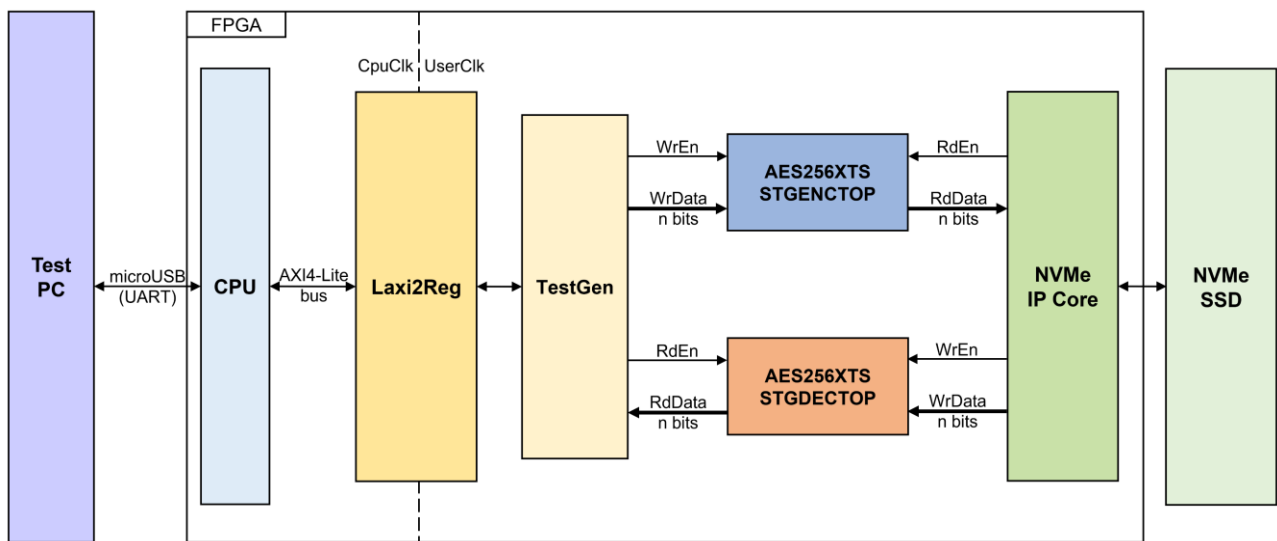 FPGA
CpuClk
UserClk
Test
PC
microUSB
(UART)
CPU
AXI4-Lite
bus
Laxi2Reg
TestGen
WrEn
WrData
n bits
AES256XTS
STGENCTOP
RdEn
RdData
n bits
RdEn
RdData
n bits
AES256XTS
STGDECTOP
WrEn
WrData
n bits
NVMe
IP Core
NVMe
SSD